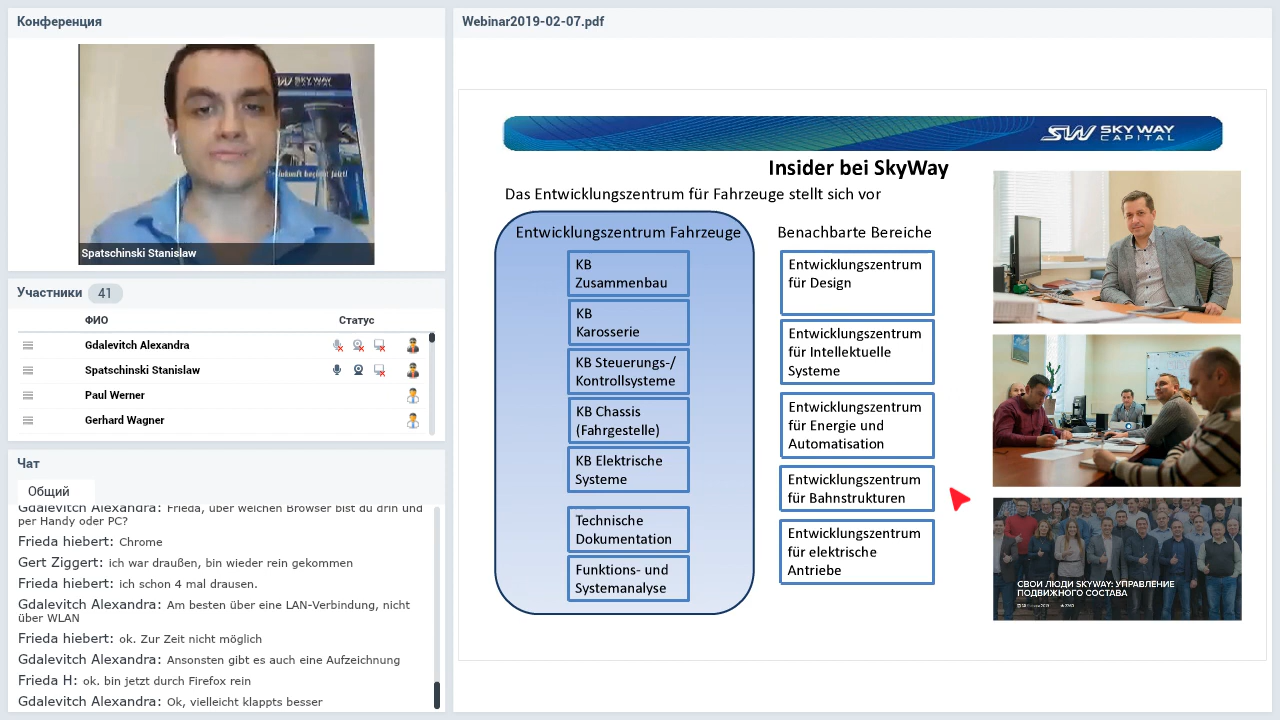 Конференция
SKY WAY
CAPITAL
Spatschinski Stanislaw
Участники 41
ФИО Статус
Gdalevitch Alexandra
Spatschinski Stanislaw
Paul Werner
Gerhard Wagner
Чат
Общий
Gdalevitch Alexandra: Frieda, über welchen Browser bist du drin und
per Handy oder PC?
Frieda hiebert: Chrome
Gert Ziggert: ich war draußen, bin wieder rein gekommen
Frieda hiebert: ich schon 4 mal drausen.
Gdalevitch Alexandra: Am besten über eine LAN-Verbindung, nicht
über WLAN
Frieda hiebert: ok. Zur Zeit nicht möglich
Gdalevitch Alexandra: Ansonsten gibt es auch eine Aufzeichnung
Frieda H: ok. bin jetzt durch Firefox rein
Gdalevitch Alexandra: Ok, vielleicht klappts besser
Webinar2019-02-07.pdf
SW SKY WAY
CAPITAL
Insider bei SkyWay
Das Entwicklungszentrum für Fahrzeuge stellt sich vor
Entwicklungszentrum Fahrzeuge
KB
Zusammenbau
KB
Karosserie
KB Steuerungs-/
Kontrollsysteme
KB Chassis
(Fahrgestelle)
KB Elektrische
Systeme
Technische
Dokumentation
Funktions- und
Systemanalyse
Benachbarte Bereiche
Entwicklungszentrum
für Design
Entwicklungszentrum
für Intellektuelle
Systeme
Entwicklungszentrum
für Energie und
Automatisation
Entwicklungszentrum
für Bahnstrukturen
Entwicklungszentrum
für elektrische
Antriebe
СВОИ ЛЮДИ SKYWAY: УПРАВЛЕНИЕ
ПОДВИЖНОГО СОСТАВА